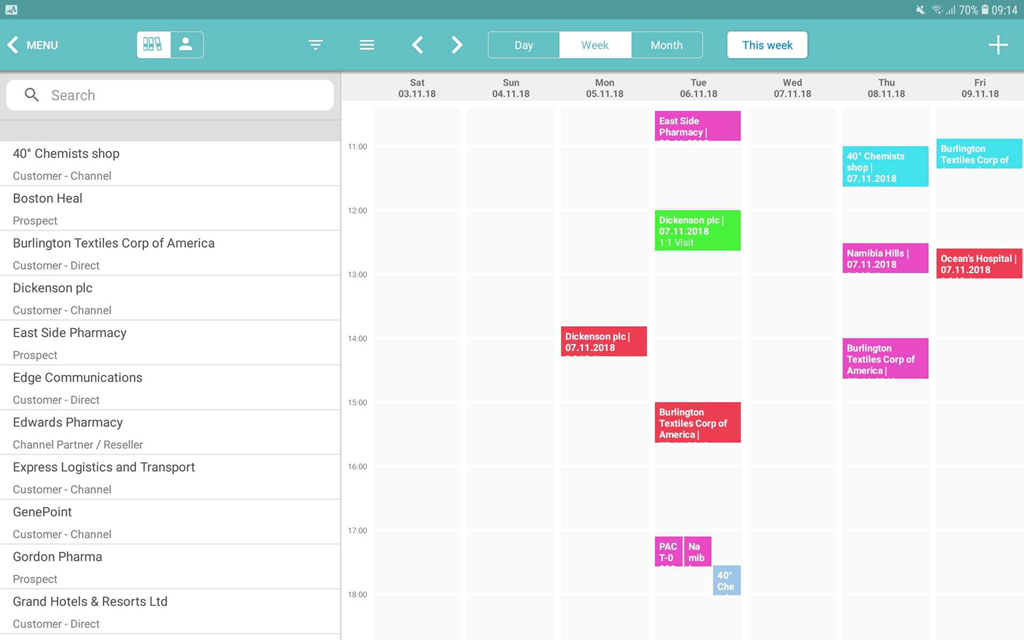 70% 09:14
MENU
Day
Week
Month
This week
Search
40° Chemists shop
Customer - Channel
Boston Heal
Prospect
Burlington Textiles Corp of America
Customer - Direct
Dickenson plc
Customer - Channel
East Side Pharmacy
Prospect
Edge Communications
Customer - Direct
Edwards Pharmacy
Channel Partner / Reseller
Express Logistics and Transport
Customer - Channel
GenePoint
Customer - Channel
Gordon Pharma
Prospect
Grand Hotels & Resorts Ltd
Customer - Direct
Sat
03.11.18
Sun
04.11.18
Mon
05.11.18
Tue
06.11.18
Wed
07.11.18
Thu
08.11.18
Fri
09.11.18
11:00
12:00
13:00
14:00
15:00
16:00
17:00
18:00
Dickenson plc |
07.11.2018
East Side
Pharmacy |
Dickenson plc |
07.11.2018
1:1 Visit
Burlington
Textiles Corp of
America |
PAC
T-0
Na
mib
40°
Che
40° Chemists
shop |
07.11.2018
Namibia Hills |
07.11.2018
Burlington
Textiles Corp of
America |
Burlington
Textiles Corp of
Ocean's Hospital |
07.11.2018